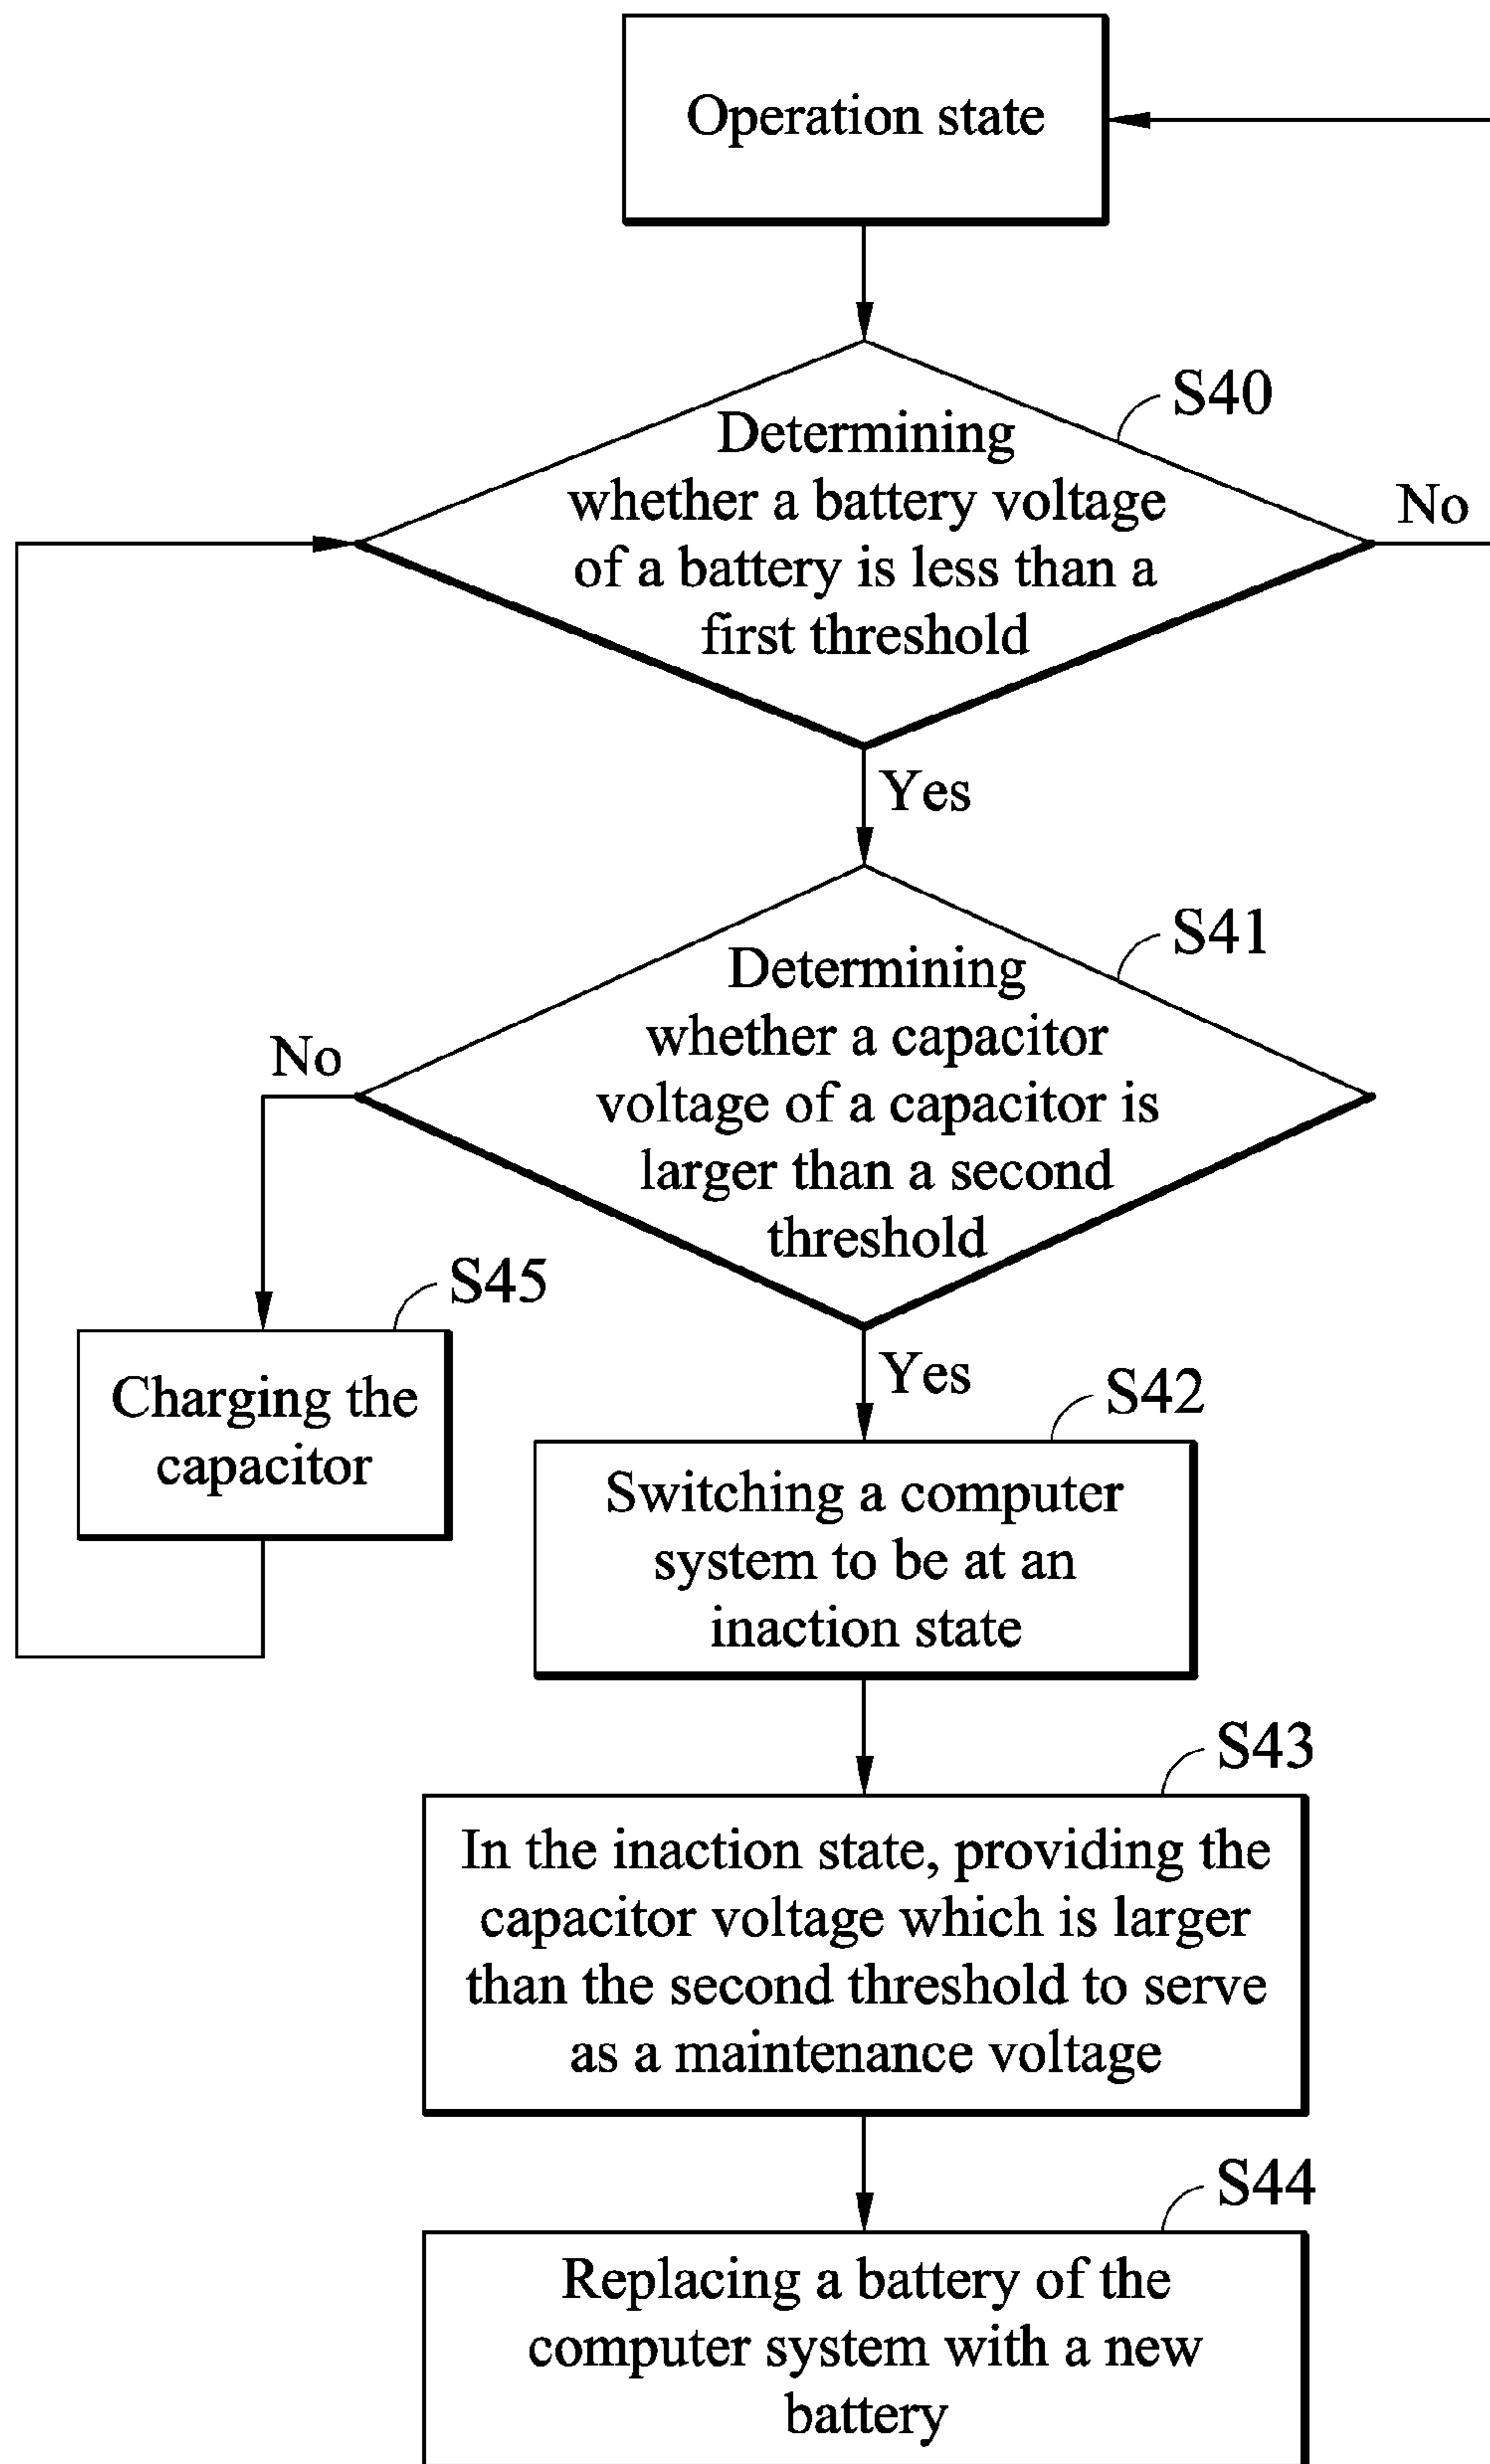 Operation state
S40
Determining
whether a battery voltage
of a battery is less than a
first threshold
No
Yes
S41
Determining
whether a capacitor
voltage of a capacitor is
larger than a second
threshold
No
S45
Charging the
capacitor
Yes
S42
Switching a computer
system to be at an
inaction state
S43
In the inaction state, providing the
capacitor voltage which is larger
than the second threshold to serve
as a maintenance voltage
S44
Replacing a battery of the
computer system with a new
battery